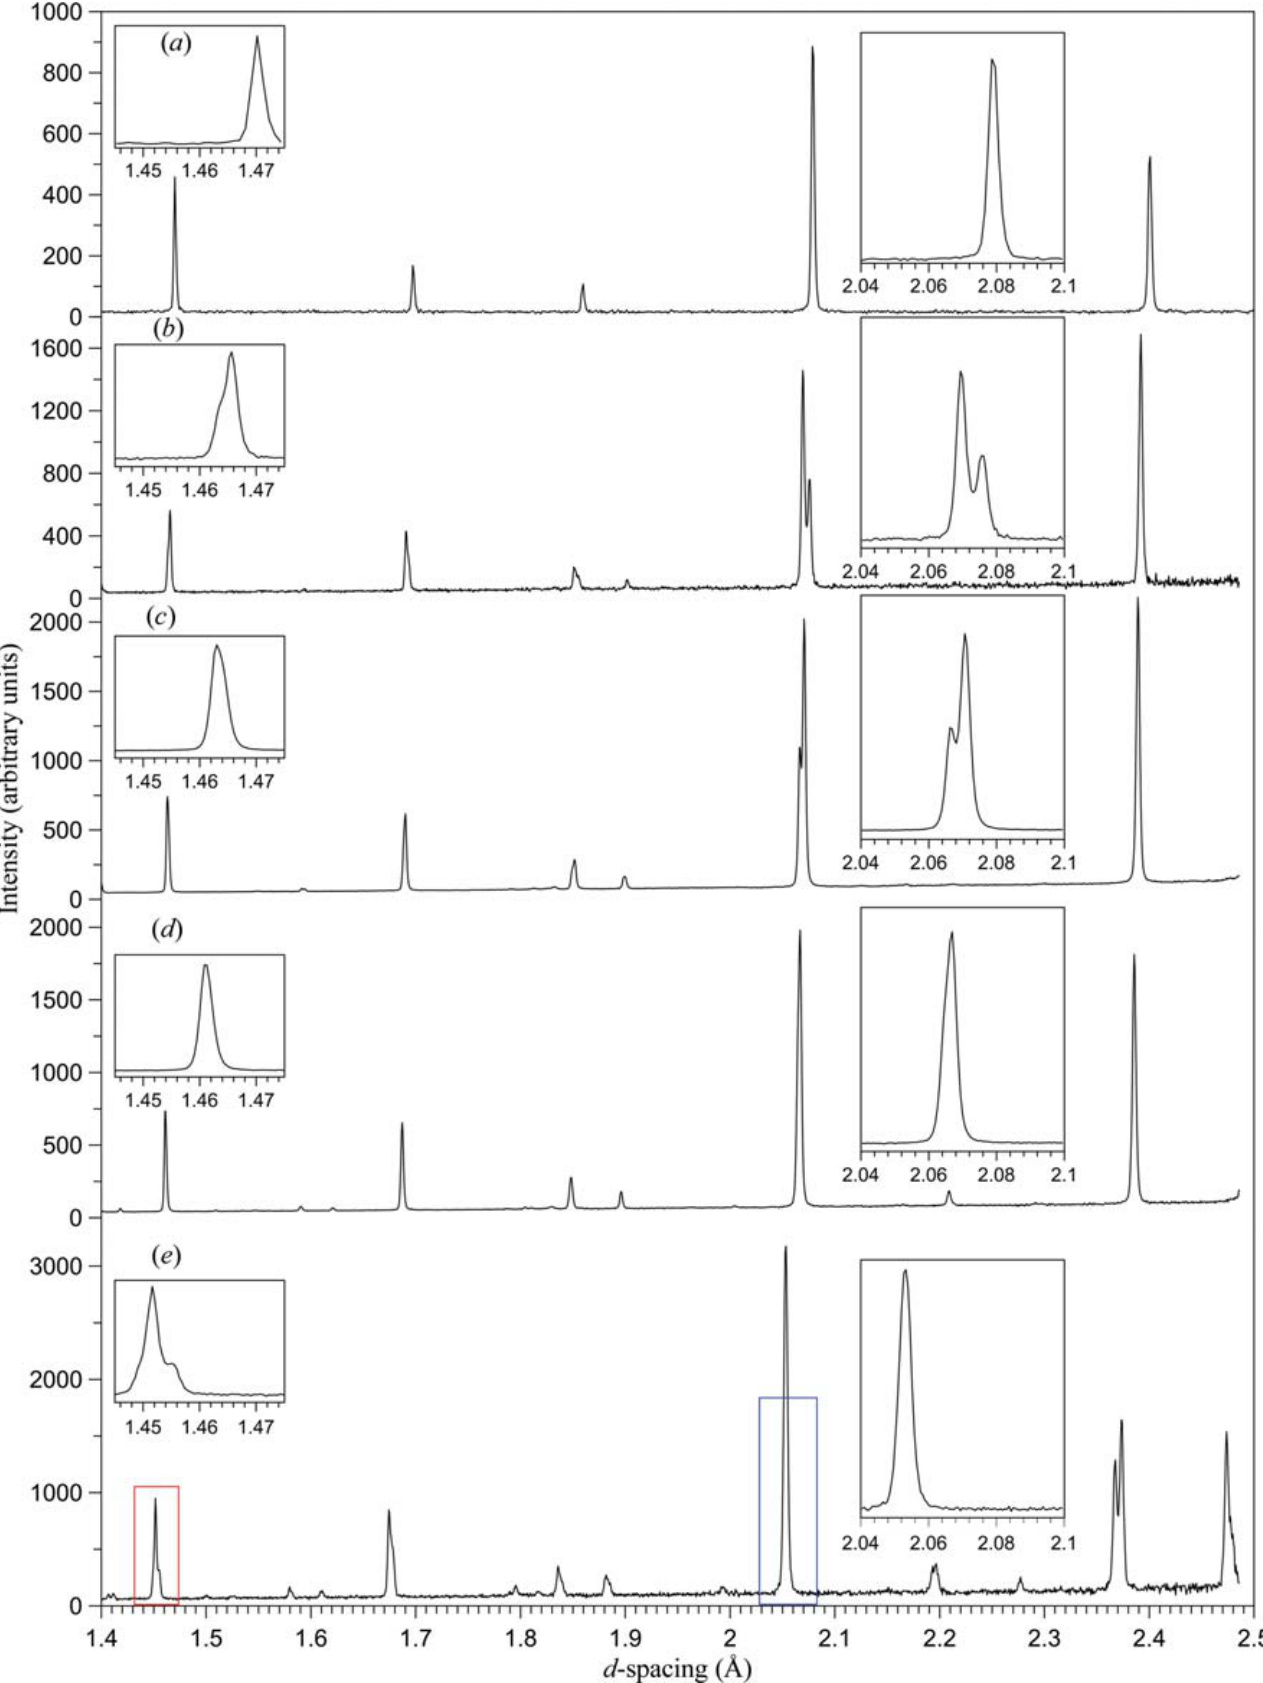 1000
(a)
800
600
1.45 1.46 1.47
400
2.04 2.06 2.08 2.1
200
0
(b)
1600
1200
800
1.45 1.46 1.47
2.04 2.06 2.08 2.1
400
0
(c)
2000
1500
1.45 1.46 1.47
1000
2.04 2.06 2.08 2.1
500
0
Intensity (arbitrary units)
2000
(d)
1500
1000
1.45 1.46 1.47
500
2.04 2.06 2.08 2.1
0
(e)
3000
2000
1.45 1.46 1.47
1000
2.04 2.06 2.08 2.1
0
1.4 1.5 1.6 1.7 1.8 1.9 2 2.1 2.2 2.3 2.4 2.5
d-spacing (Å)